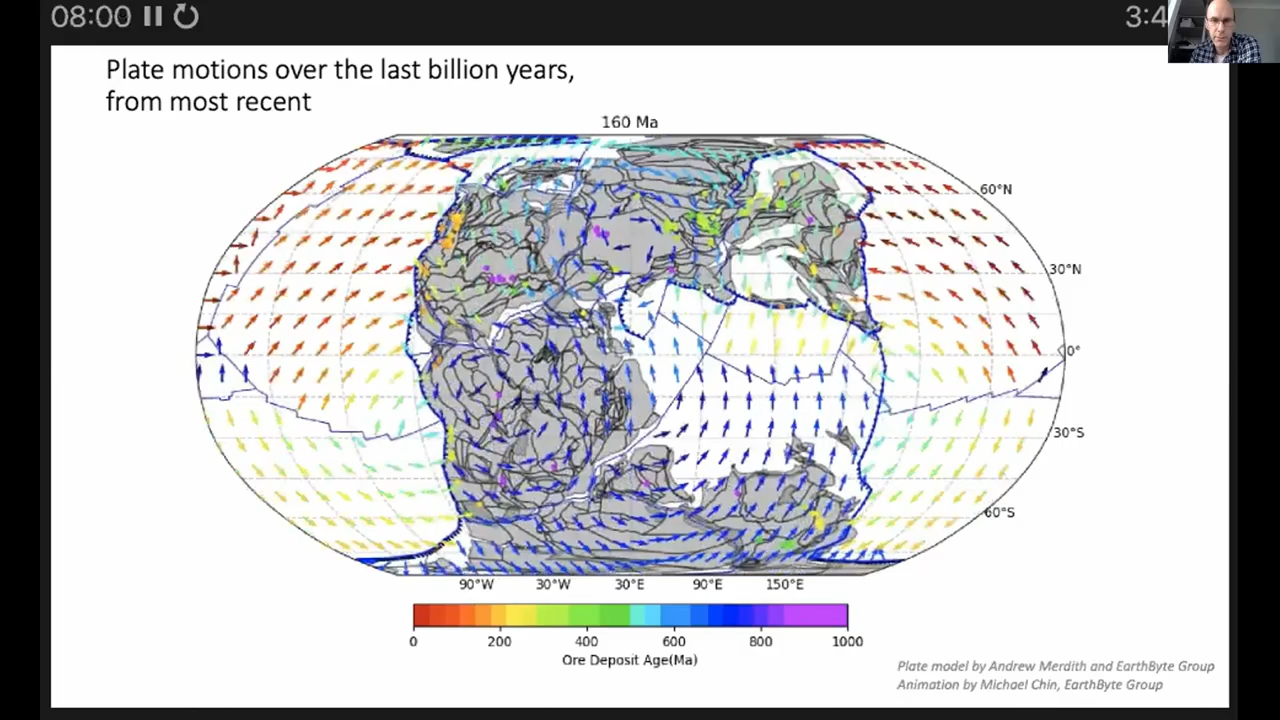 08:00
3:4
Plate motions over the last billion years,
from most recent
160 Ma
60°N
30°N
0°
30°S
60°S
90°W 30°W 30°E 90°E 150°E
0 200 400 600 800 1000
Ore Deposit Age(Ma)
Plate model by Andrew Merdith and EarthByte Group
Animation by Michael Chin, EarthByte Group